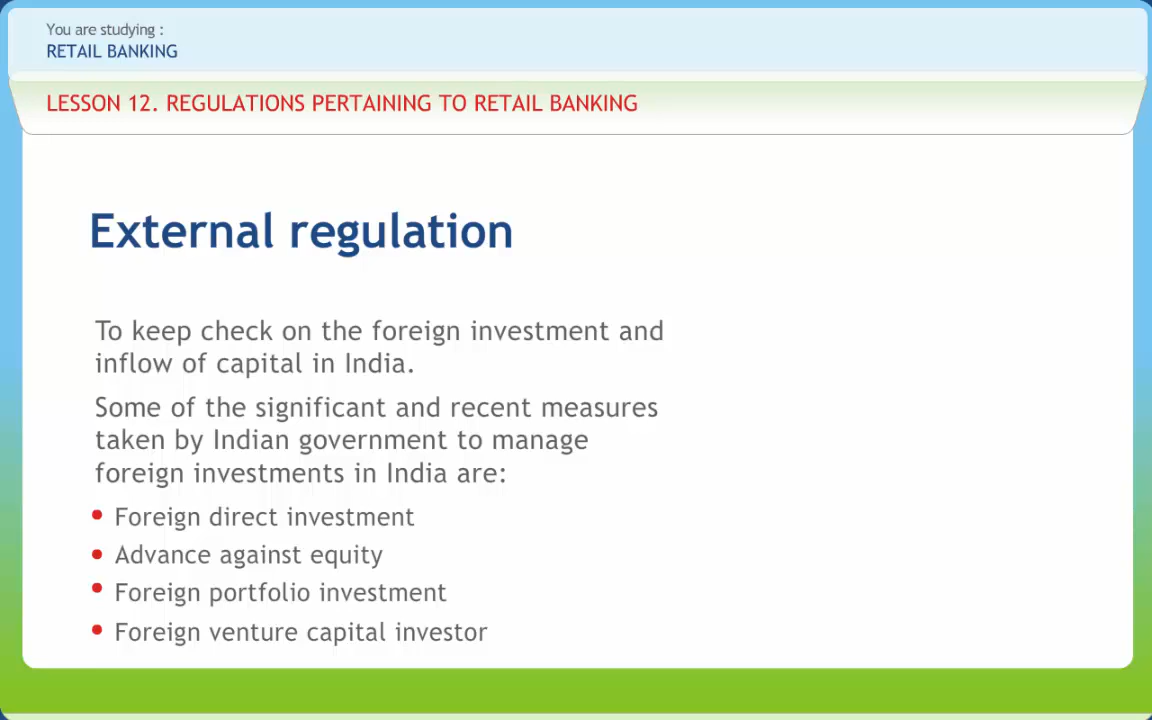 You are studying :
RETAIL BANKING
LESSON 12. REGULATIONS PERTAINING TO RETAIL BANKING
External regulation
To keep check on the foreign investment and
inflow of capital in India.
Some of the significant and recent measures
taken by Indian government to manage
foreign investments in India are:
• Foreign direct investment
• Advance against equity
• Foreign portfolio investment
• Foreign venture capital investor